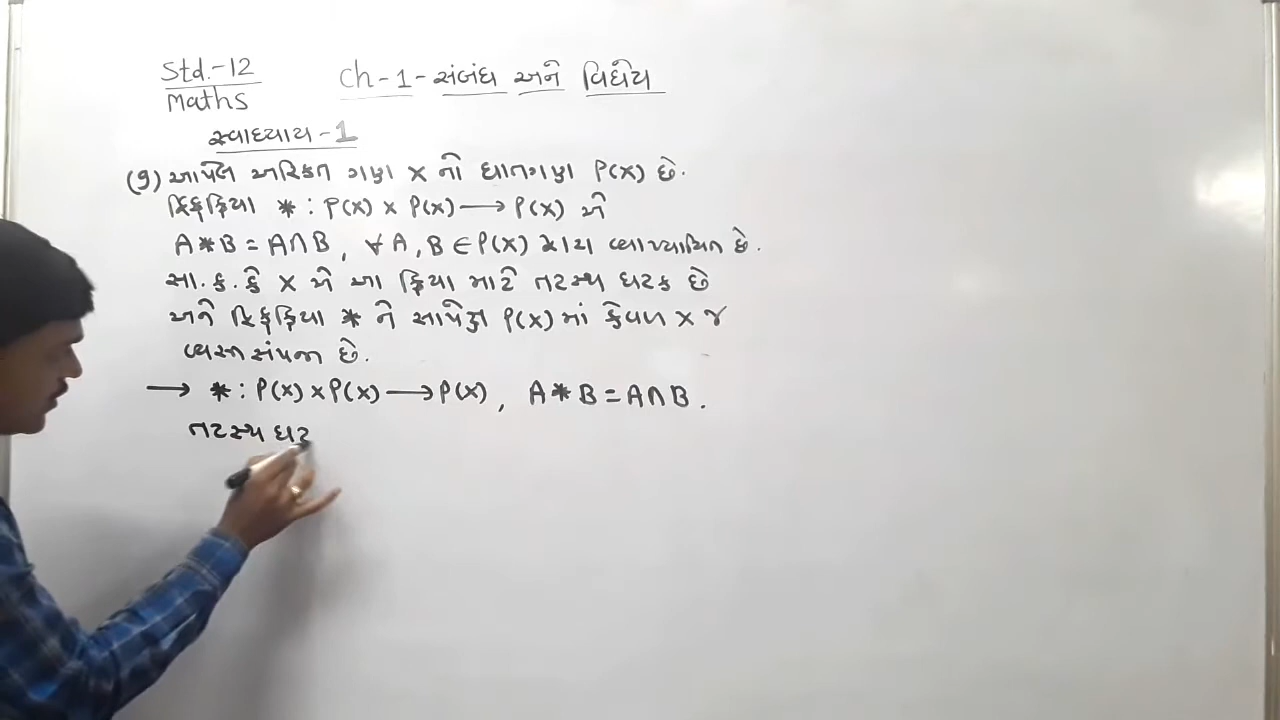 Std.-12
Maths
Ch-1-સંબંધ અને વિધેય
સ્વાધ્યાય-1
(9) આપેલ અરિક્ત ગણ X નો ઘાતગણ P(X) છે.
દ્વિક્રિયા * : P(X) × P(X) → P(X) એ
A * B = A ∩ B , ∀ A , B ∈ P(X) દ્વારા વ્યાખ્યાયિત છે.
સા.ક.કે X એ આ ક્રિયા માટે તટસ્થ ઘટક છે
અને દ્વિક્રિયા * ને સાપેક્ષ P(X) માં કેવળ X જ
વ્યસ્ત સંપન્ન છે.
→ * : P(X) × P(X) → P(X) , A * B = A ∩ B .
તટસ્થ ઘટ